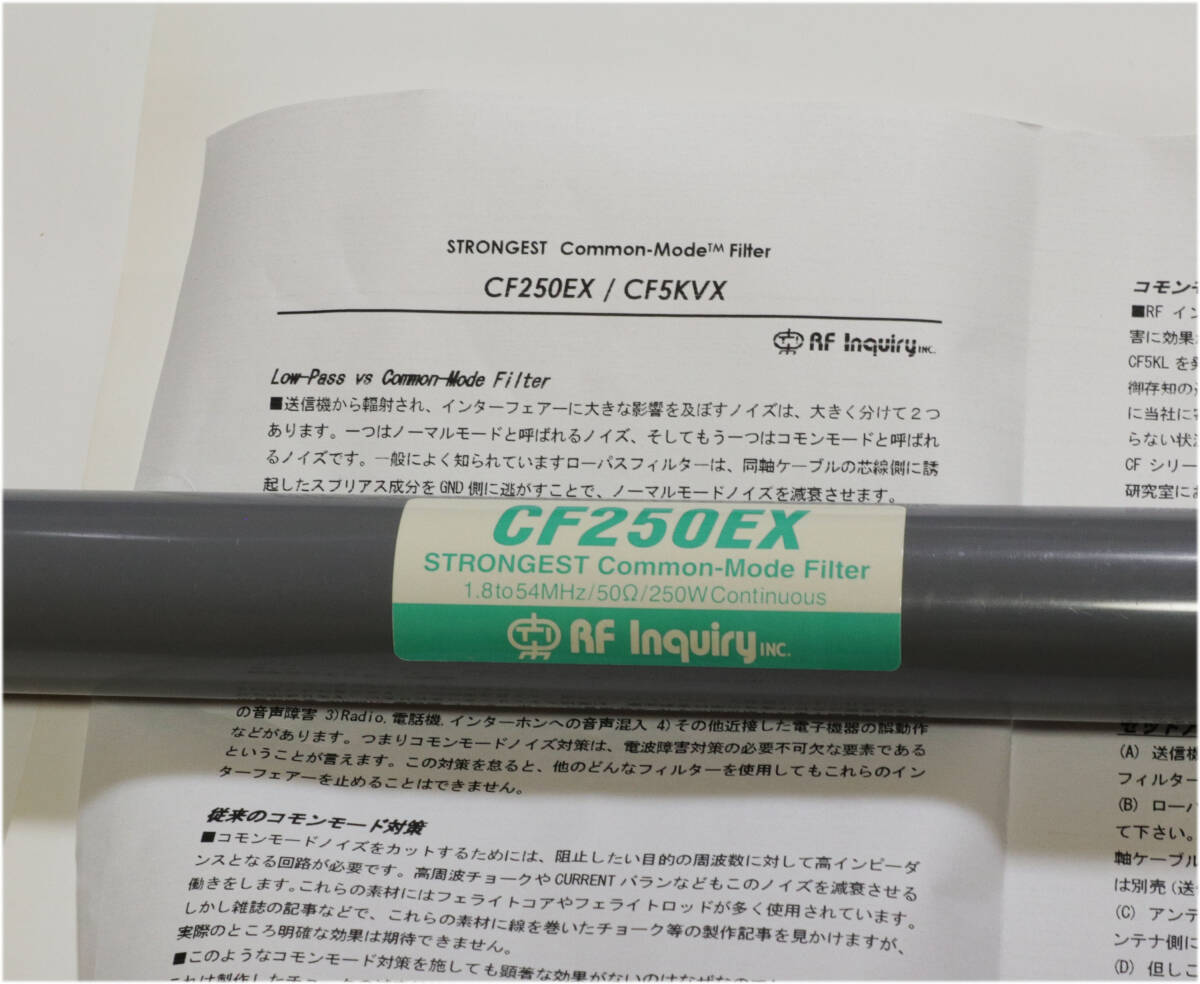 STRONGEST Common-Mode™ Filter
CF250EX / CF5KVX
RF Inquiry INC.
Low-Pass vs Common-Mode Filter
■送信機から輻射され、インターフェアーに大きな影響を及ぼすノイズは、大きく分けて２つ
あります。一つはノーマルモードと呼ばれるノイズ、そしてもう一つはコモンモードと呼ばれ
るノイズです。一般によく知られていますローパスフィルターは、同軸ケーブルの芯線側に誘
起したスプリアス成分をGND側に逃がすことで、ノーマルモードノイズを減衰させます。
CF250EX
STRONGEST Common-Mode Filter
1.8to54MHz/50Ω/250W Continuous
RF Inquiry INC.
の音声障害 3)Radio,電話機,インターホンへの音声混入 4)その他近接した電子機器の誤動作
などがあります。つまりコモンモードノイズ対策は、電波障害対策の必要不可欠な要素である
ということが言えます。この対策を怠ると、他のどんなフィルターを使用してもこれらのイン
ターフェアーを止めることはできません。
従来のコモンモード対策
■コモンモードノイズをカットするためには、阻止したい目的の周波数に対して高インピーダ
ンスとなる回路が必要です。高周波チョークやCURRENTバランなどもこのノイズを減衰させる
働きをします。これらの素材にはフェライトコアやフェライトロッドが多く使用されています。
しかし雑誌の記事などで、これらの素材に線を巻いたチョーク等の製作記事を見かけますが、
実際のところ明確な効果は期待できません。
■このようなコモンモード対策を施しても顕著な効果がないのはなぜなの
コモンモ
■RF イン
害に効果
CF5KL を発
御存知の
に当社に
らない状
CF シリー
研究室に
(A) 送信機
フィルター
(B) ローパ
て下さい。
軸ケーブル
は別売（送
(C) アンテ
ンテナ側に
(D) 但しこ